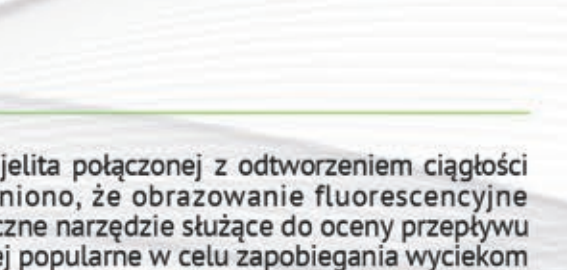 jelita połączonej z odtworzeniem ciągłości
niono, że obrazowanie fluorescencyjne
czne narzędzie służące do oceny przepływu
ej popularne w celu zapobiegania wyciekom